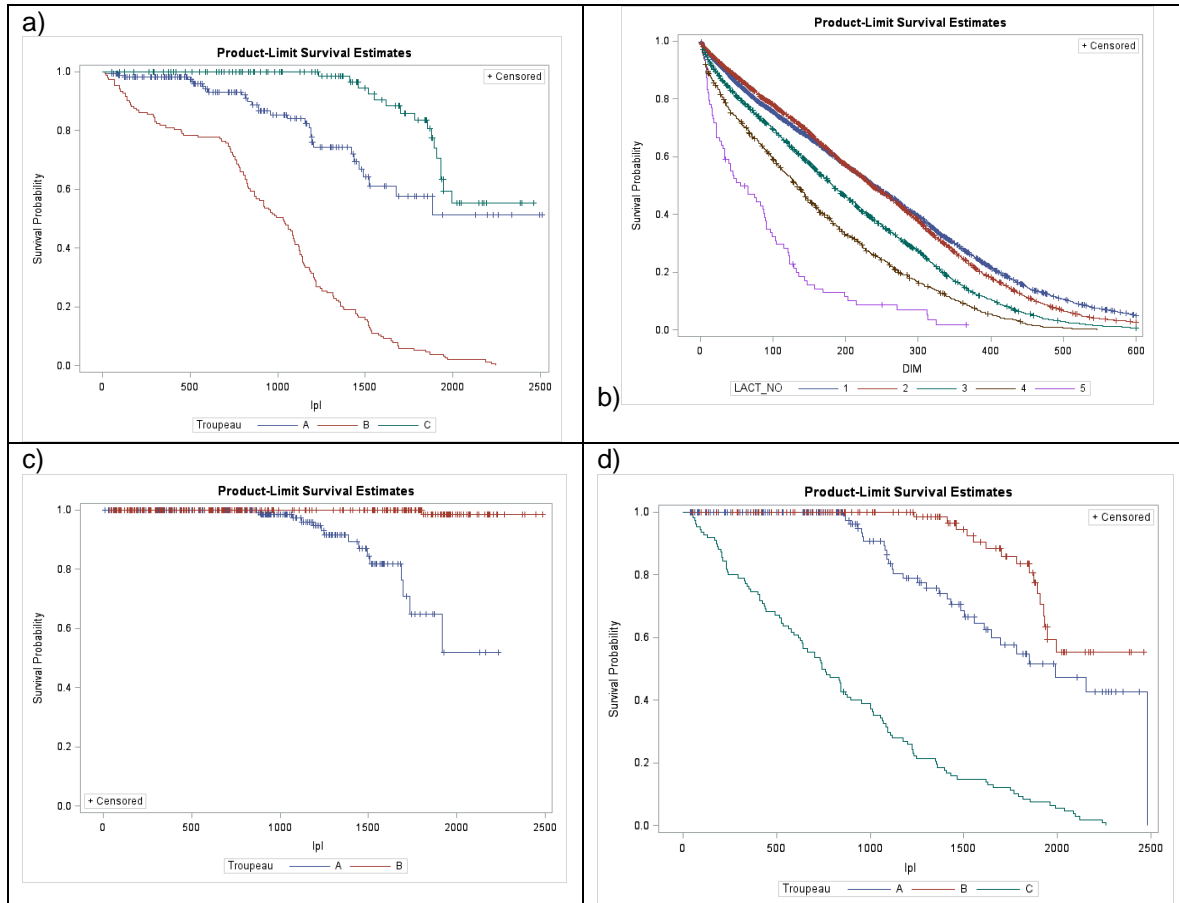 a)
Product-Limit Survival Estimates
+ Censored
1.0
0.8
0.6
0.4
0.2
0.0
Survival Probability
0 500 1000 1500 2000 2500
lpl
Troupeau A B C
b)
Product-Limit Survival Estimates
+ Censored
1.0
0.8
0.6
0.4
0.2
0.0
Survival Probability
0 100 200 300 400 500 600
DIM
LACT_NO 1 2 3 4 5
c)
Product-Limit Survival Estimates
1.0
0.8
0.6
0.4
0.2
0.0
Survival Probability
+ Censored
0 500 1000 1500 2000 2500
lpl
Troupeau A B
d)
Product-Limit Survival Estimates
+ Censored
1.0
0.8
0.6
0.4
0.2
0.0
Survival Probability
0 500 1000 1500 2000 2500
lpl
Troupeau A B C